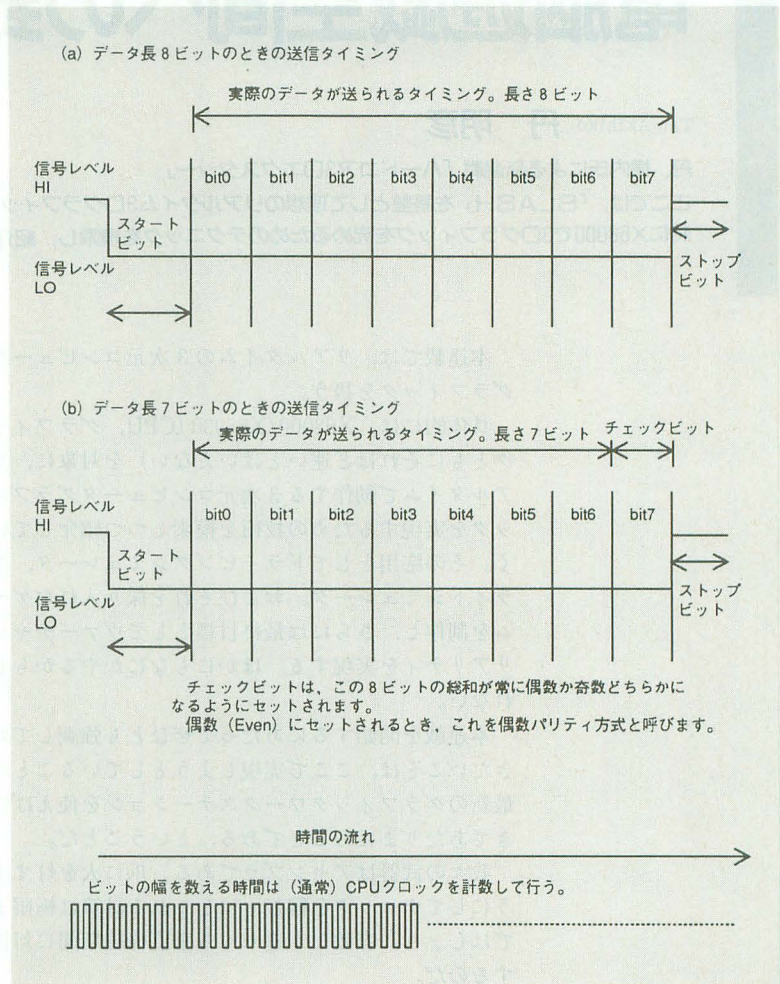 (a) データ長8ビットのときの送信タイミング
実際のデータが送られるタイミング。長さ8ビット
信号レベル
HI
bit0 bit1 bit2 bit3 bit4 bit5 bit6 bit7
スタート
ビット
信号レベル
LO
ストップ
ビット
(b) データ長7ビットのときの送信タイミング
実際のデータが送られるタイミング。長さ7ビット チェックビット
信号レベル
HI
bit0 bit1 bit2 bit3 bit4 bit5 bit6 bit7
スタート
ビット
信号レベル
LO
ストップ
ビット
チェックビットは、この8ビットの総和が常に偶数か奇数どちらかに
なるようにセットされます。
偶数（Even）にセットされるとき、これを偶数パリティ方式と呼びます。
時間の流れ
ビットの幅を数える時間は（通常）CPUクロックを計数して行う。